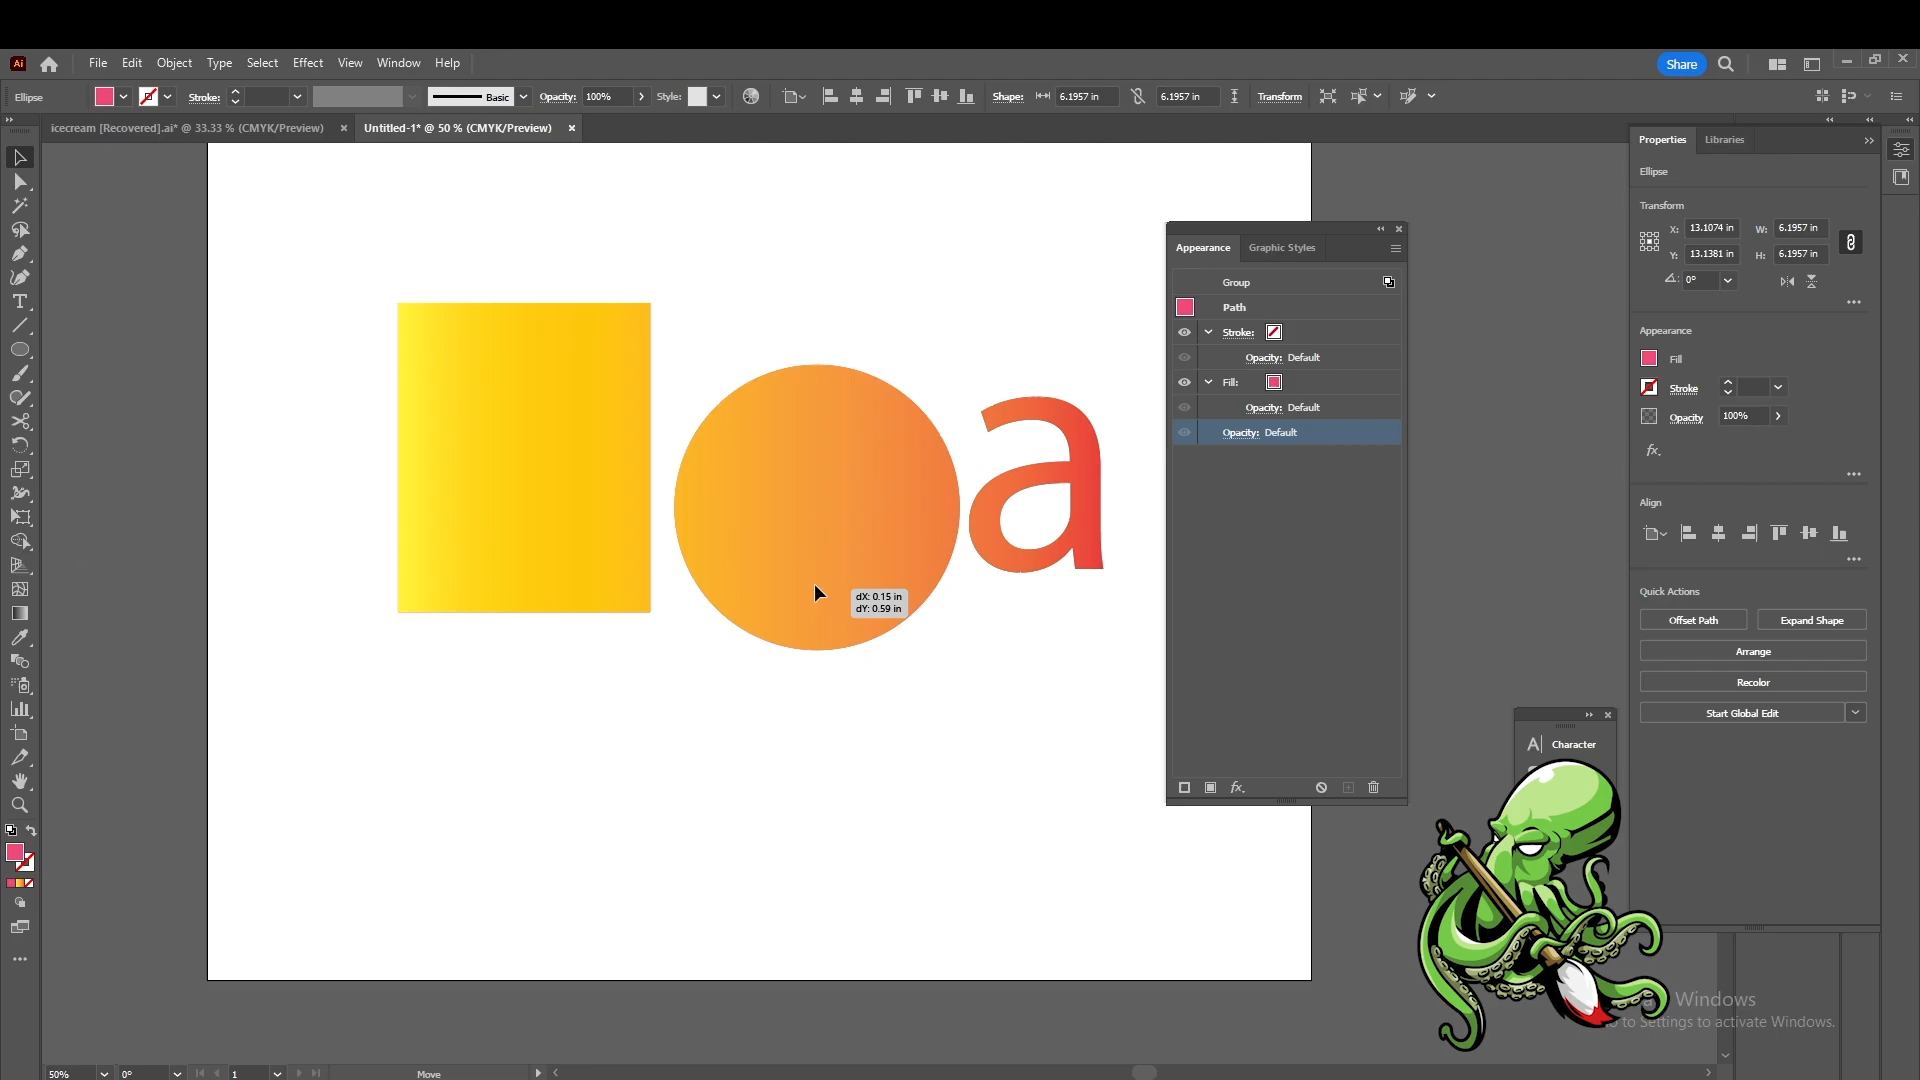 Ai File Edit Object Type Select Effect View Window Help Share
Ellipse Stroke: Basic Opacity: 100% Style: Shape: 6.1957 in 6.1957 in Transform
icecream [Recovered].ai* @ 33.33 % (CMYK/Preview) Untitled-1* @ 50 % (CMYK/Preview)
Properties Libraries
Ellipse
Transform
X: 13.1074 in W: 6.1957 in
Y: 13.1381 in H: 6.1957 in
0°
Appearance
Fill
Stroke
Opacity 100%
fx.
Align
Quick Actions
Offset Path Expand Shape
Arrange
Recolor
Start Global Edit
Appearance Graphic Styles
Group
Path
Stroke:
Opacity: Default
Fill:
Opacity: Default
Opacity: Default
fx.
a
dX: 0.15 in
dY: 0.59 in
A Character
Windows
to Settings to activate Windows.
50% 0° 1 Move